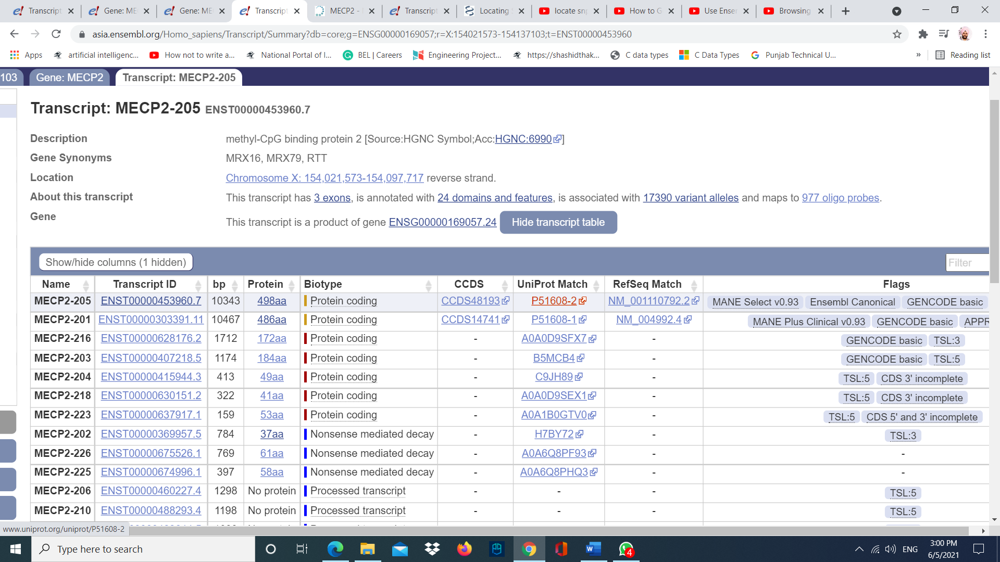 Transcript
Gene: ME
Gene: ME
Transcript
MECP2 -
Transcript
Locating
locate sn
How to G
Use Ense
Browsing
asia.ensembl.org/Homo_sapiens/Transcript/Summary?db=core;g=ENSG00000169057;r=X:154021573-154137103;t=ENST00000453960
Apps
artificial intelligenc...
How not to write a...
National Portal of I...
BEL | Careers
Engineering Project...
https://shashidthak...
C data types
C Data Types
Punjab Technical U...
»
Reading list
103
Gene: MECP2
Transcript: MECP2-205
Transcript: MECP2-205 ENST00000453960.7
Description methyl-CpG binding protein 2 [Source:HGNC Symbol;Acc:HGNC:6990]
Gene Synonyms MRX16, MRX79, RTT
Location Chromosome X: 154,021,573-154,097,717 reverse strand.
About this transcript This transcript has 3 exons, is annotated with 24 domains and features, is associated with 17390 variant alleles and maps to 977 oligo probes.
Gene This transcript is a product of gene ENSG00000169057.24 Hide transcript table
Show/hide columns (1 hidden) Filter
Name Transcript ID bp Protein Biotype CCDS UniProt Match RefSeq Match Flags
MECP2-205 ENST00000453960.7 10343 498aa Protein coding CCDS48193 P51608-2 NM_001110792.2 MANE Select v0.93 Ensembl Canonical GENCODE basic
MECP2-201 ENST00000303391.11 10467 486aa Protein coding CCDS14741 P51608-1 NM_004992.4 MANE Plus Clinical v0.93 GENCODE basic APPR
MECP2-216 ENST00000628176.2 1712 172aa Protein coding - A0A0D9SFX7 - GENCODE basic TSL:3
MECP2-203 ENST00000407218.5 1174 184aa Protein coding - B5MCB4 - GENCODE basic TSL:5
MECP2-204 ENST00000415944.3 413 49aa Protein coding - C9JH89 - TSL:5 CDS 3' incomplete
MECP2-218 ENST00000630151.2 322 41aa Protein coding - A0A0D9SEX1 - TSL:5 CDS 3' incomplete
MECP2-223 ENST00000637917.1 159 53aa Protein coding - A0A1B0GTV0 - TSL:5 CDS 5' and 3' incomplete
MECP2-202 ENST00000369957.5 784 37aa Nonsense mediated decay - H7BY72 - TSL:3
MECP2-226 ENST00000675526.1 769 61aa Nonsense mediated decay - A0A6Q8PF93 - -
MECP2-225 ENST00000674996.1 397 58aa Nonsense mediated decay - A0A6Q8PHQ3 - -
MECP2-206 ENST00000460227.4 1298 No protein Processed transcript - - - TSL:5
MECP2-210 ENST00000488293.4 1198 No protein Processed transcript - - - TSL:5
www.uniprot.org/uniprot/P51608-2
Type here to search
4
ENG
3:00 PM
6/5/2021